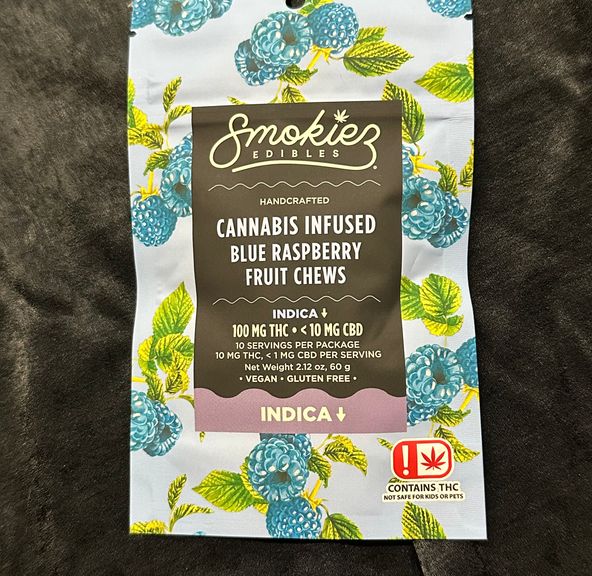 Smokiez
EDIBLES
HANDCRAFTED
CANNABIS INFUSED
BLUE RASPBERRY
FRUIT CHEWS
INDICA ↓
100 MG THC • < 10 MG CBD
10 SERVINGS PER PACKAGE
10 MG THC, < 1 MG CBD PER SERVING
Net Weight 2.12 oz, 60 g
• VEGAN • GLUTEN FREE •
INDICA ↓
!
CONTAINS THC
NOT SAFE FOR KIDS OR PETS